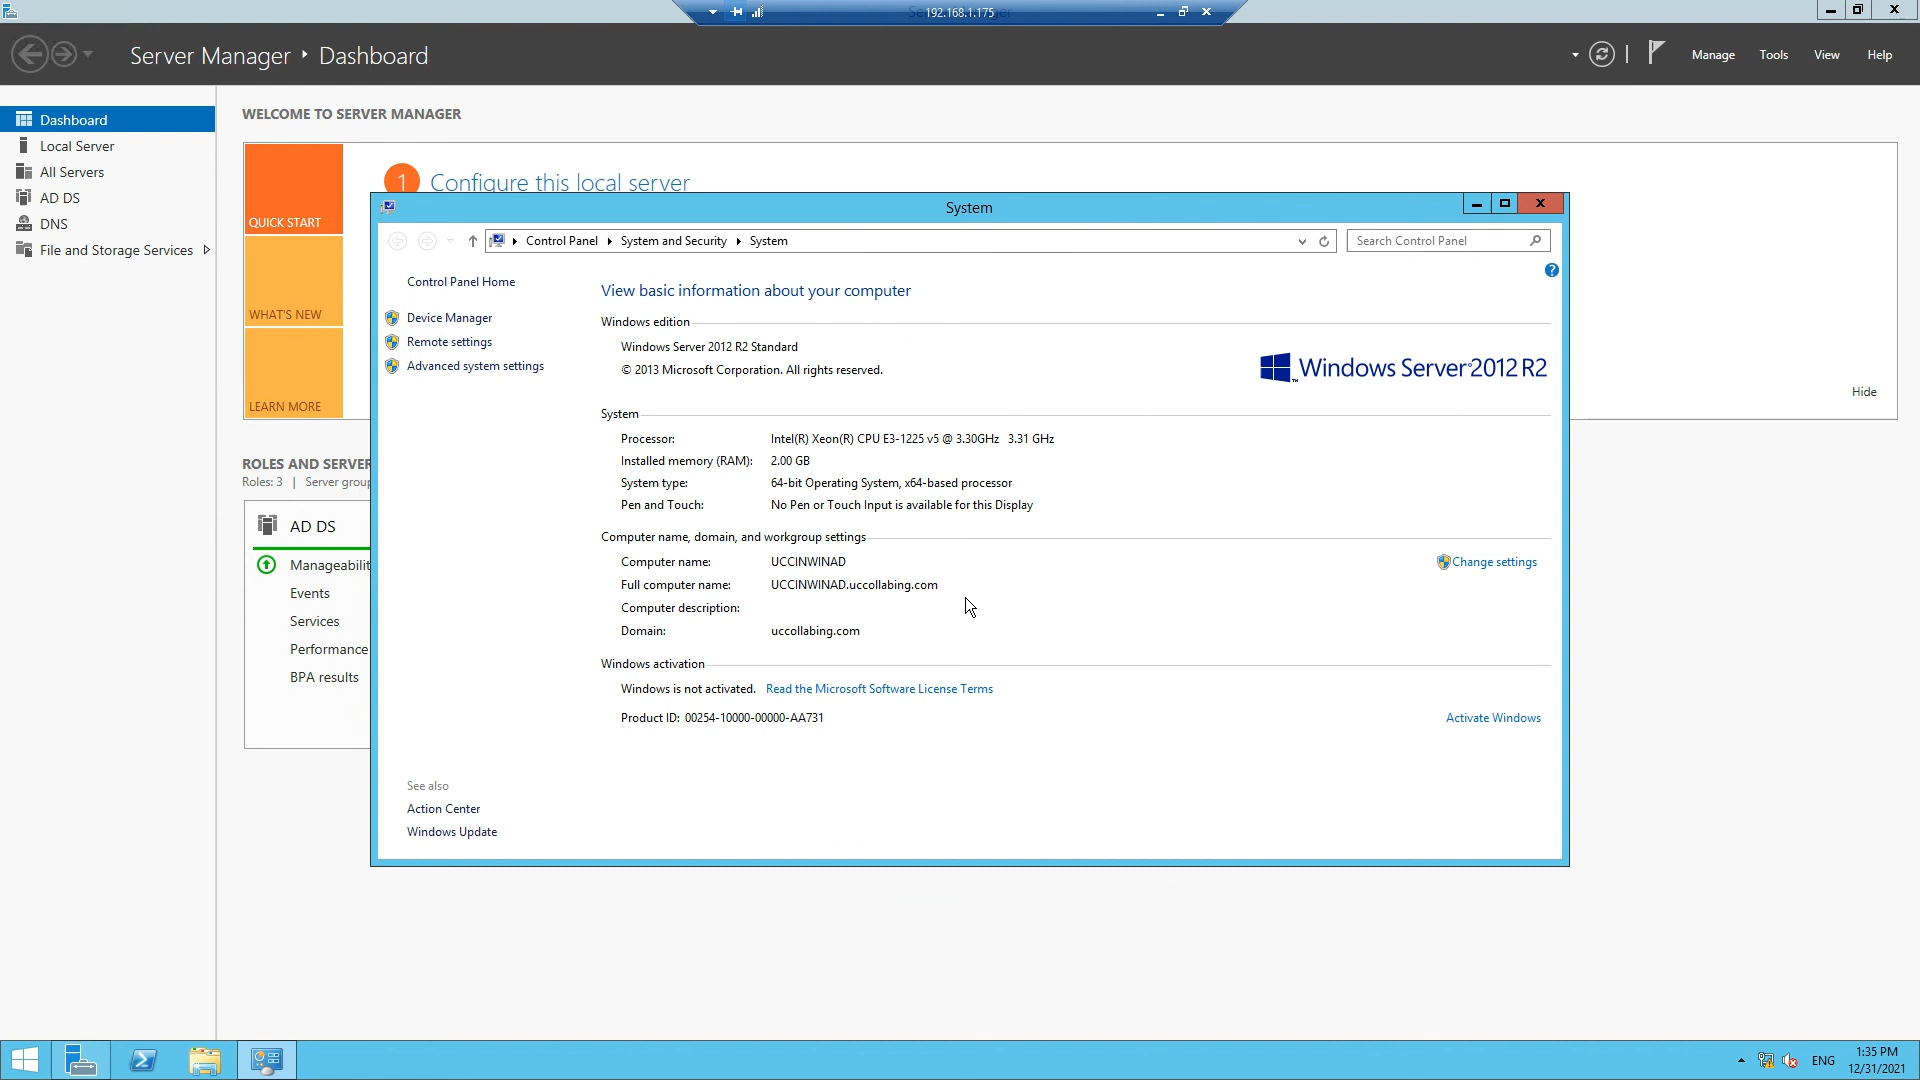 192.168.1.175
Server Manager
Dashboard
Manage
Tools
View
Help
Dashboard
Local Server
All Servers
AD DS
DNS
File and Storage Services
WELCOME TO SERVER MANAGER
QUICK START
WHAT'S NEW
LEARN MORE
1
Configure this local server
Hide
ROLES AND SERVER
Roles: 3 | Server group
AD DS
Manageabilit
Events
Services
Performance
BPA results
System
Control Panel
System and Security
System
Search Control Panel
Control Panel Home
Device Manager
Remote settings
Advanced system settings
View basic information about your computer
Windows edition
Windows Server 2012 R2 Standard
© 2013 Microsoft Corporation. All rights reserved.
Windows Server 2012 R2
System
Processor: Intel(R) Xeon(R) CPU E3-1225 v5 @ 3.30GHz 3.31 GHz
Installed memory (RAM): 2.00 GB
System type: 64-bit Operating System, x64-based processor
Pen and Touch: No Pen or Touch Input is available for this Display
Computer name, domain, and workgroup settings
Computer name: UCCINWINAD
Change settings
Full computer name: UCCINWINAD.uccollabing.com
Computer description:
Domain: uccollabing.com
Windows activation
Windows is not activated. Read the Microsoft Software License Terms
Product ID: 00254-10000-00000-AA731
Activate Windows
See also
Action Center
Windows Update
ENG
1:35 PM
12/31/2021